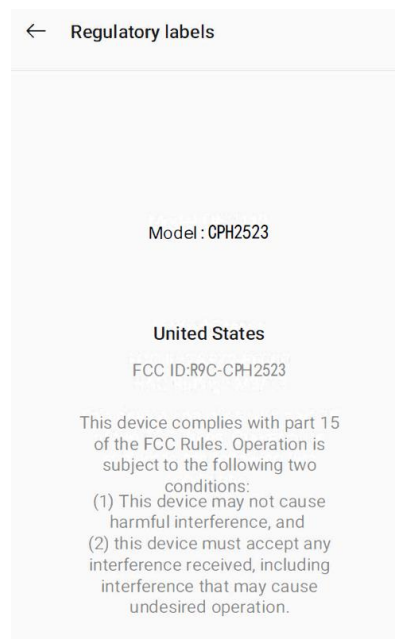 Regulatory labels
Model : CPH2523
United States
FCC ID:R9C-CPH2523
This device complies with part 15
of the FCC Rules. Operation is
subject to the following two
conditions:
(1) This device may not cause
harmful interference, and
(2) this device must accept any
interference received, including
interference that may cause
undesired operation.